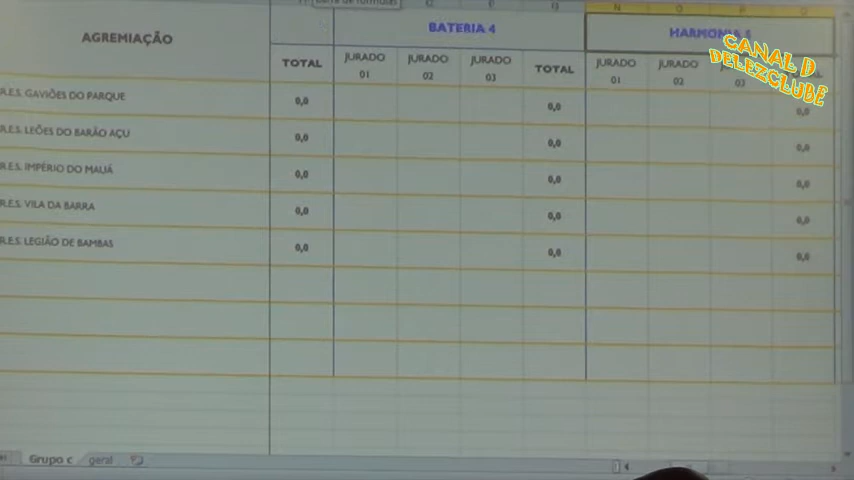 AGREMIAÇÃO BATERIA 4 HARMONIA
TOTAL JURADO 01 JURADO 02 JURADO 03 TOTAL JURADO 01 JURADO 02 03
R.E.S. GAVIÕES DO PARQUE 0,0 0,0 0,0
R.E.S. LEÕES DO BARÃO AÇU 0,0 0,0 0,0
R.E.S. IMPÉRIO DO MAUÁ 0,0 0,0 0,0
R.E.S. VILA DA BARRA 0,0 0,0 0,0
R.E.S. LEGIÃO DE BAMBAS 0,0 0,0 0,0
CANAL D
DELEZCLUBE
Grupo c geral